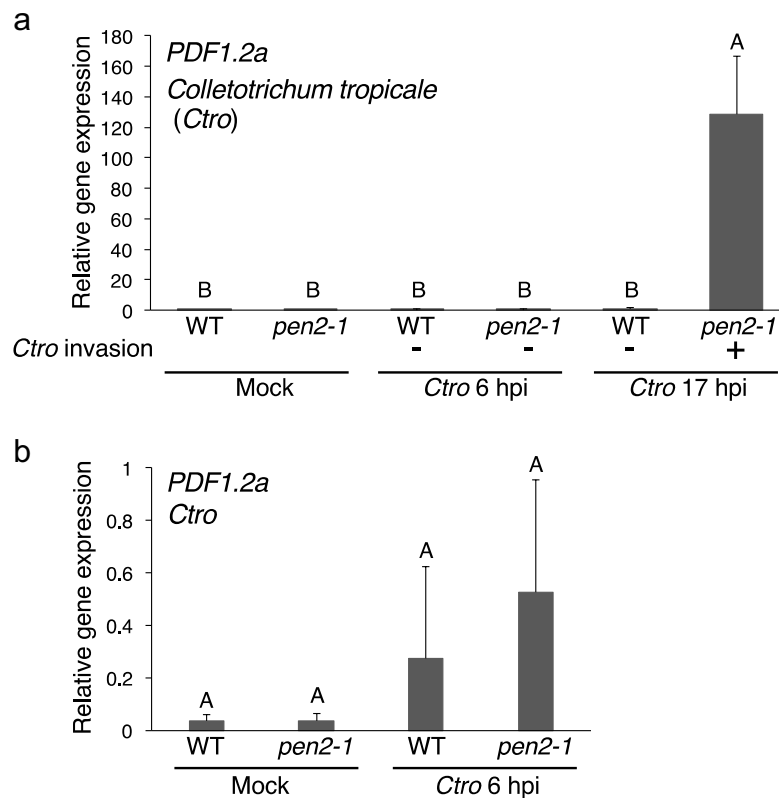 a
PDF1.2a
Colletotrichum tropicale
(Ctro)
Relative gene expression
180
160
140
120
100
80
60
40
20
0
B B B B B A
WT pen2-1 WT pen2-1 WT pen2-1
Ctro invasion - - - +
Mock Ctro 6 hpi Ctro 17 hpi
b
PDF1.2a
Ctro
Relative gene expression
1
0.8
0.6
0.4
0.2
0
A A A A
WT pen2-1 WT pen2-1
Mock Ctro 6 hpi